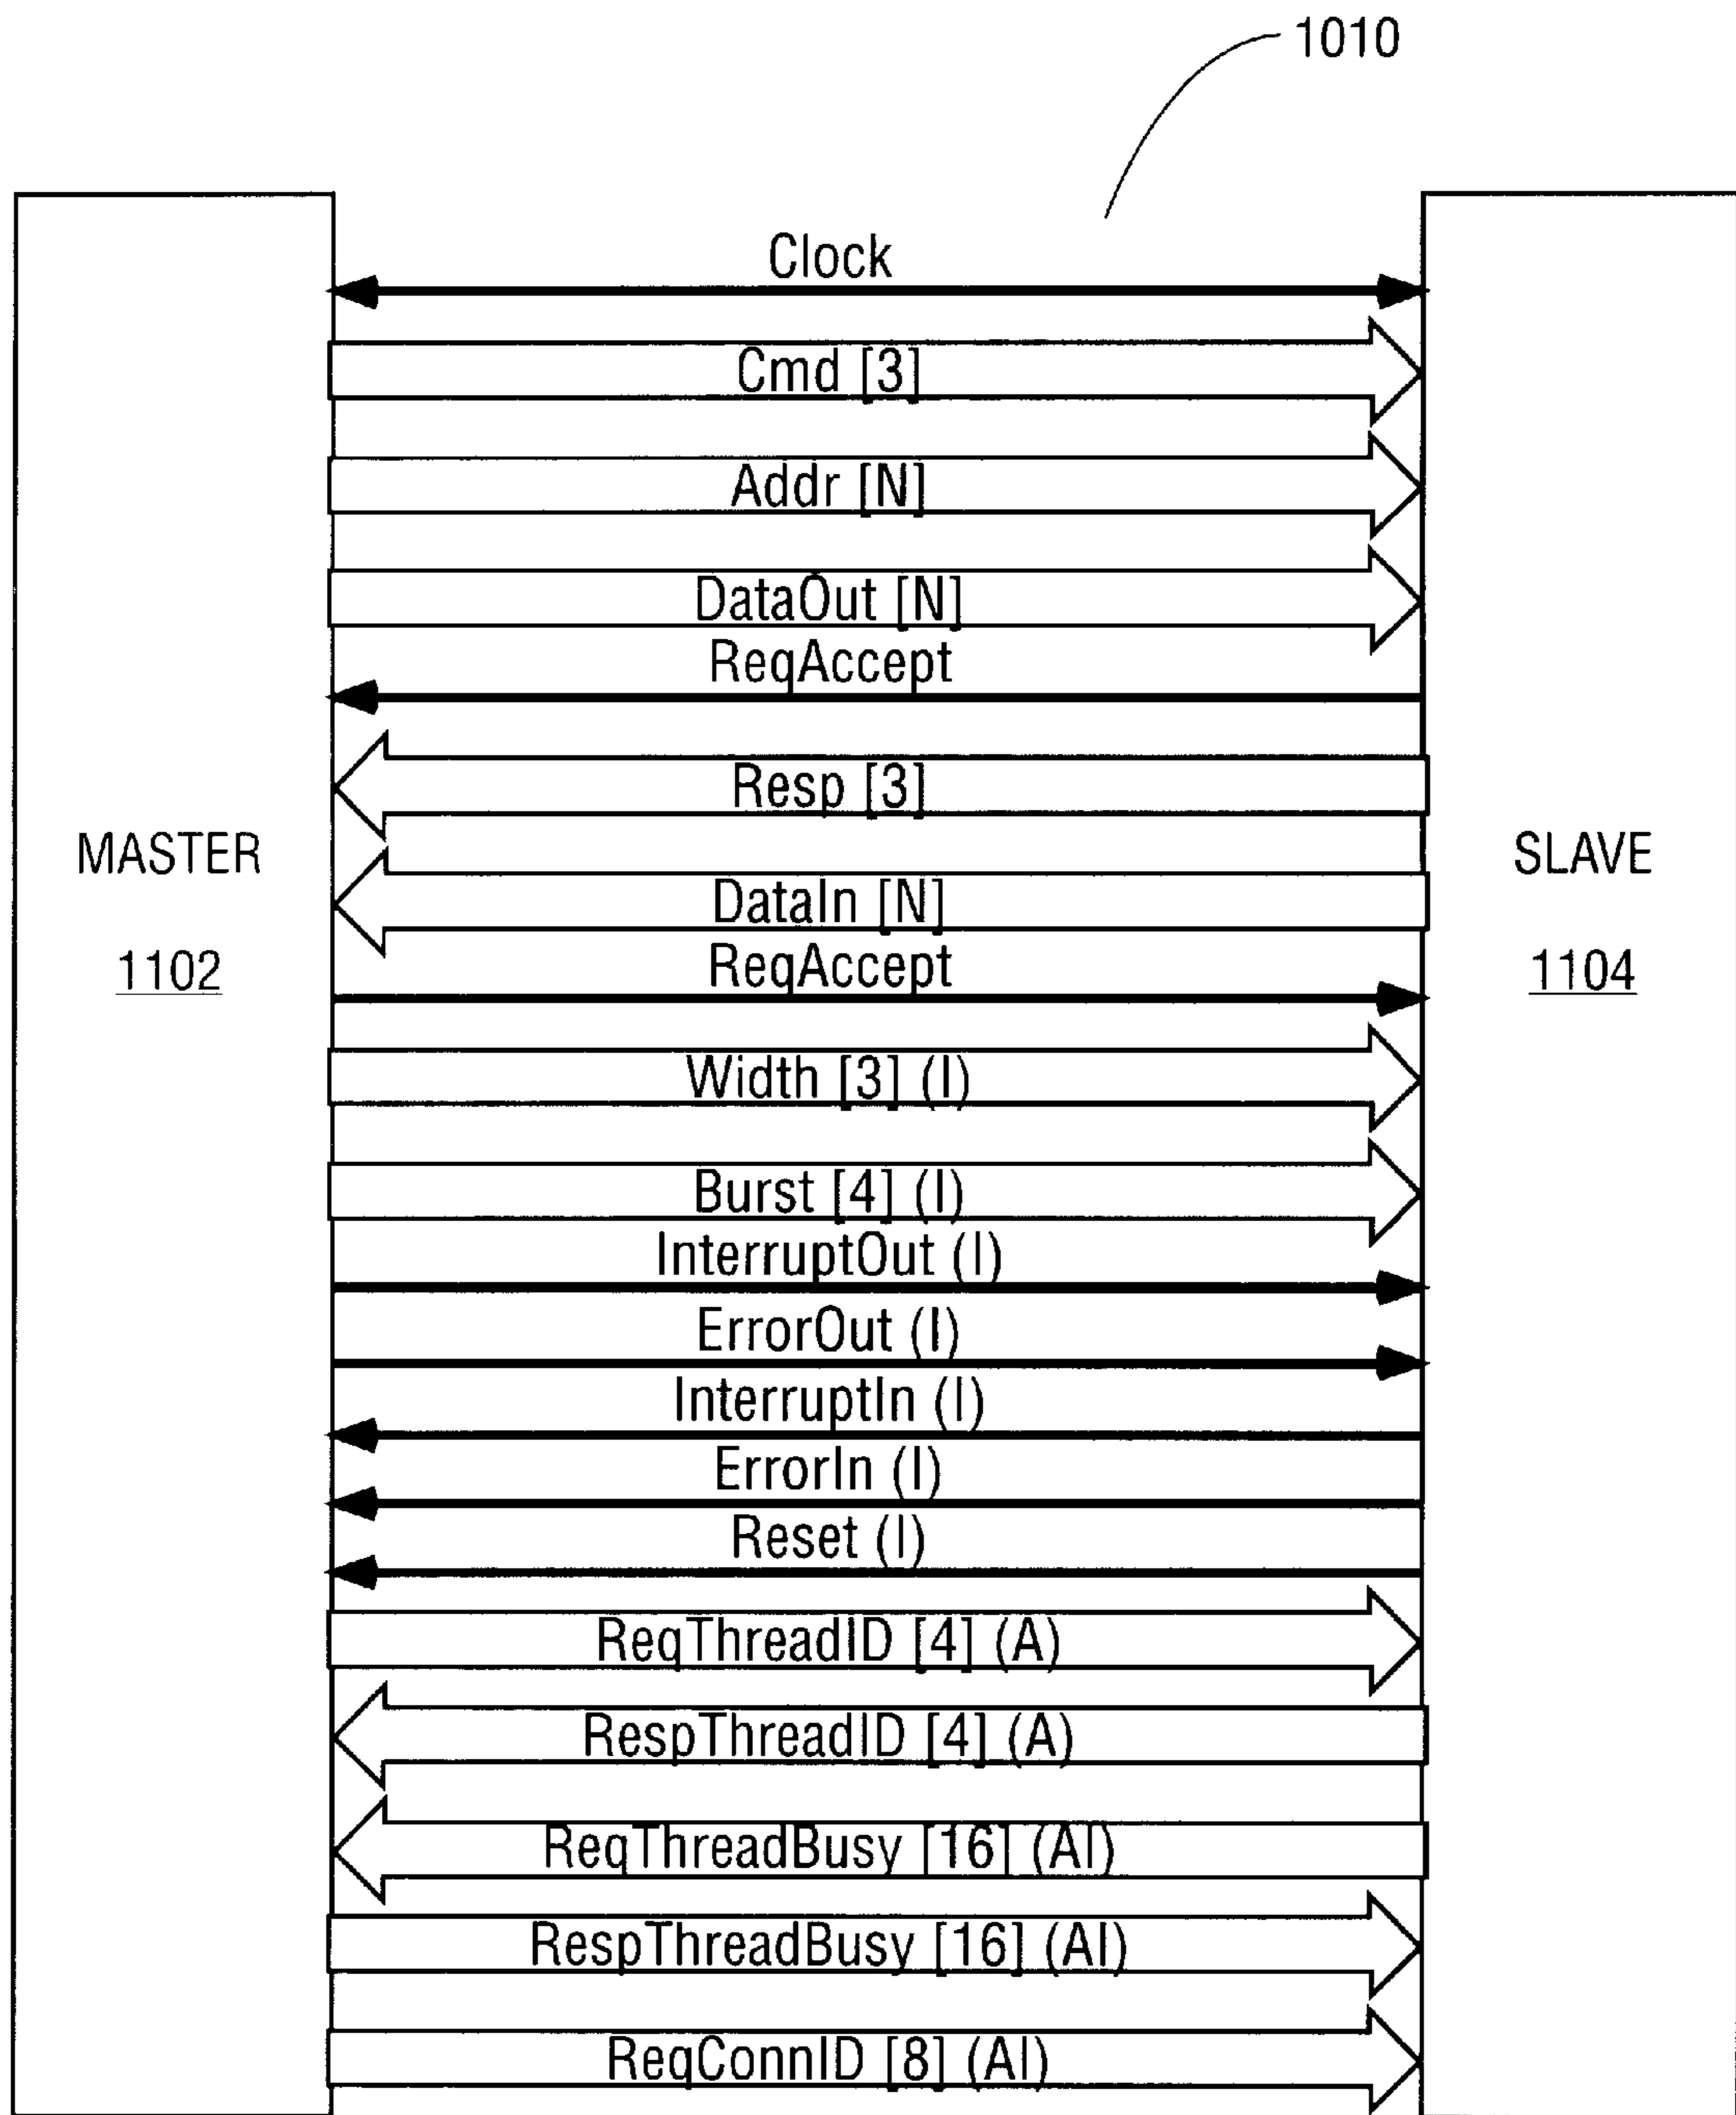 1010
Clock
Cmd [3]
Addr [N]
DataOut [N]
ReqAccept
Resp [3]
MASTER
SLAVE
DataIn [N]
ReqAccept
1102
1104
Width [3] (I)
Burst [4] (I)
InterruptOut (I)
ErrorOut (I)
InterruptIn (I)
ErrorIn (I)
Reset (I)
ReqThreadID [4] (A)
RespThreadID [4] (A)
ReqThreadBusy [16] (AI)
RespThreadBusy [16] (AI)
ReqConnID [8] (AI)